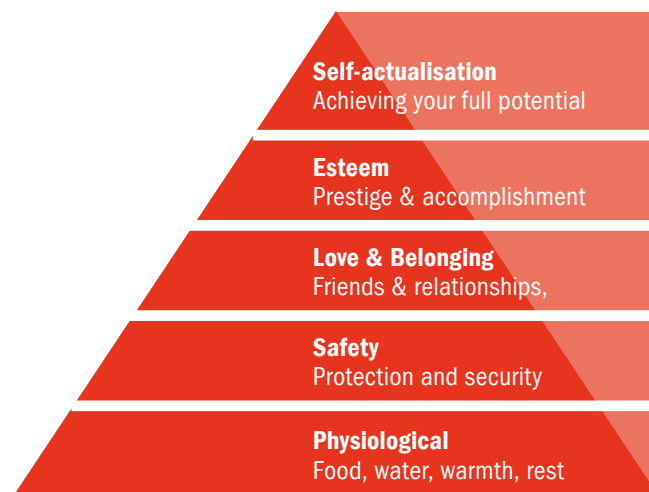 Self-actualisation
Achieving your full potential
Esteem
Prestige & accomplishment
Love & Belonging
Friends & relationships,
Safety
Protection and security
Physiological
Food, water, warmth, rest